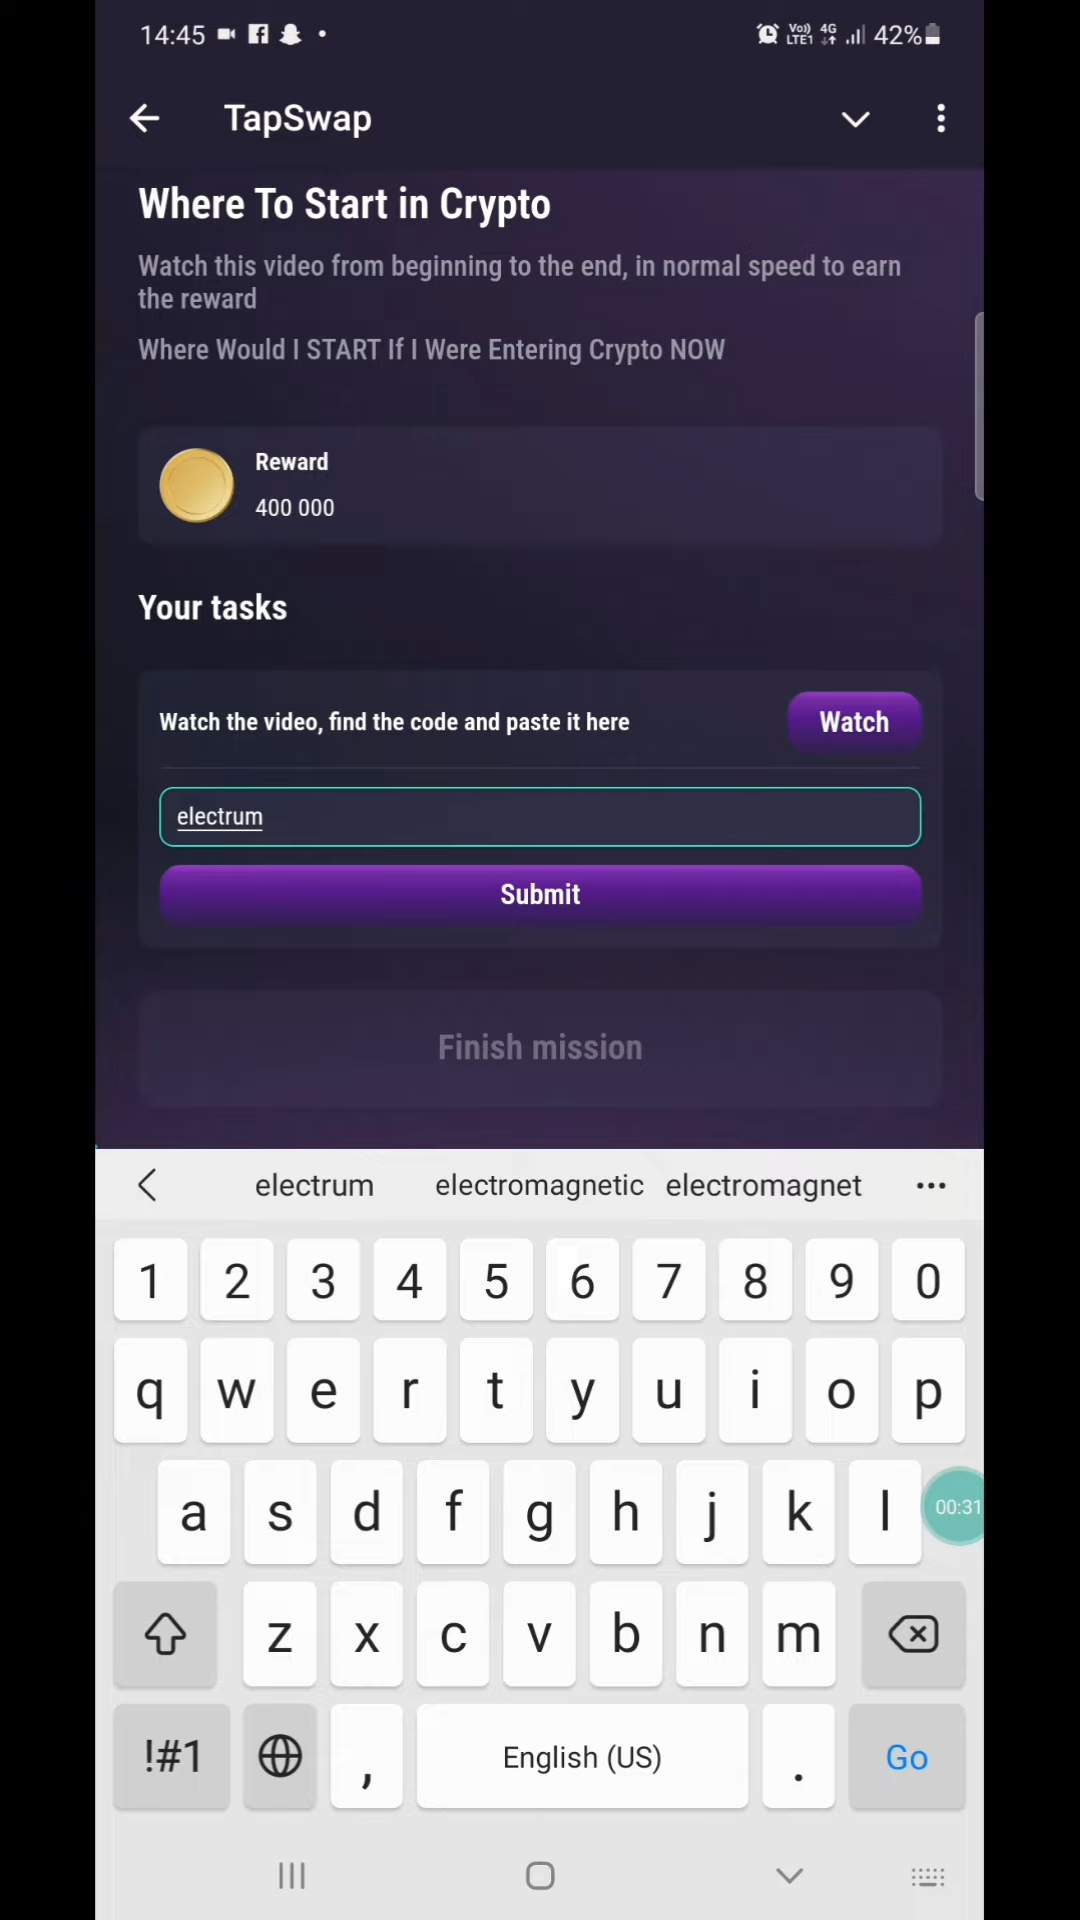 14:45
Vo)) LTE1 4G 42%
TapSwap
Where To Start in Crypto
Watch this video from beginning to the end, in normal speed to earn
the reward
Where Would I START If I Were Entering Crypto NOW
Reward
400 000
Your tasks
Watch the video, find the code and paste it here
Watch
electrum
Submit
Finish mission
electrum electromagnetic electromagnet
1 2 3 4 5 6 7 8 9 0
q w e r t y u i o p
a s d f g h j k l
00:31
z x c v b n m
!#1 , English (US) . Go